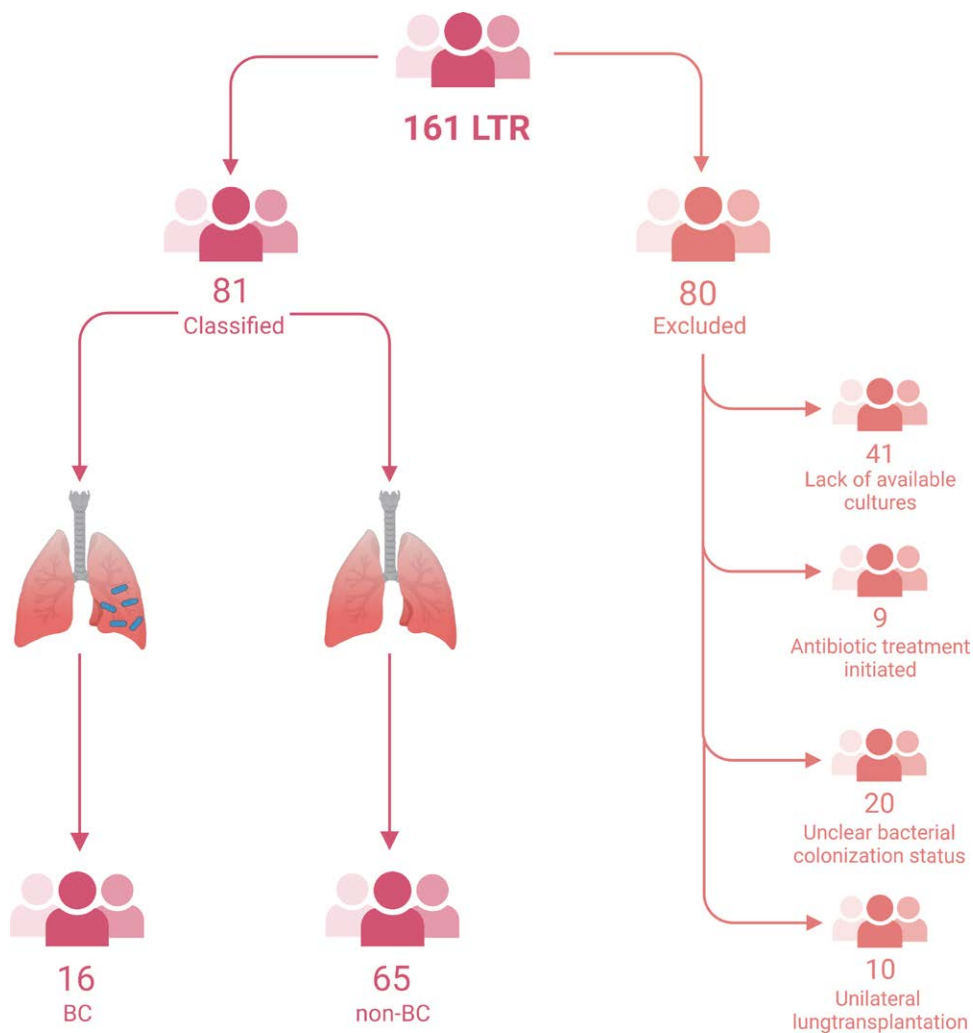 161 LTR
81
Classified
80
Excluded
41
Lack of available
cultures
9
Antibiotic treatment
initiated
20
Unclear bacterial
colonization status
10
Unilateral
lungtransplantation
16
BC
65
non-BC